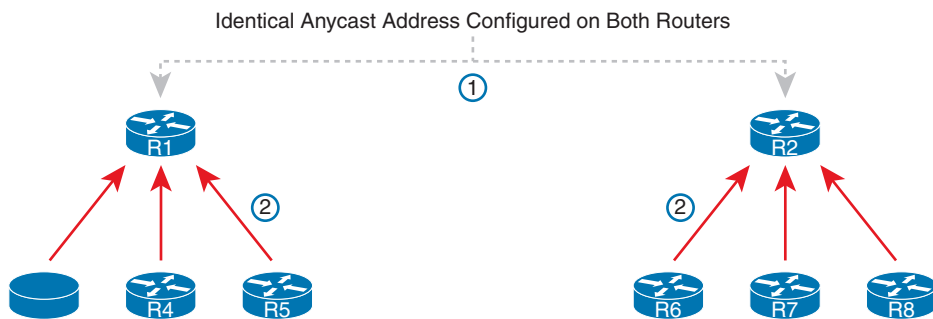 Identical Anycast Address Configured on Both Routers
1
R1
R2
2
2
R4
R5
R6
R7
R8